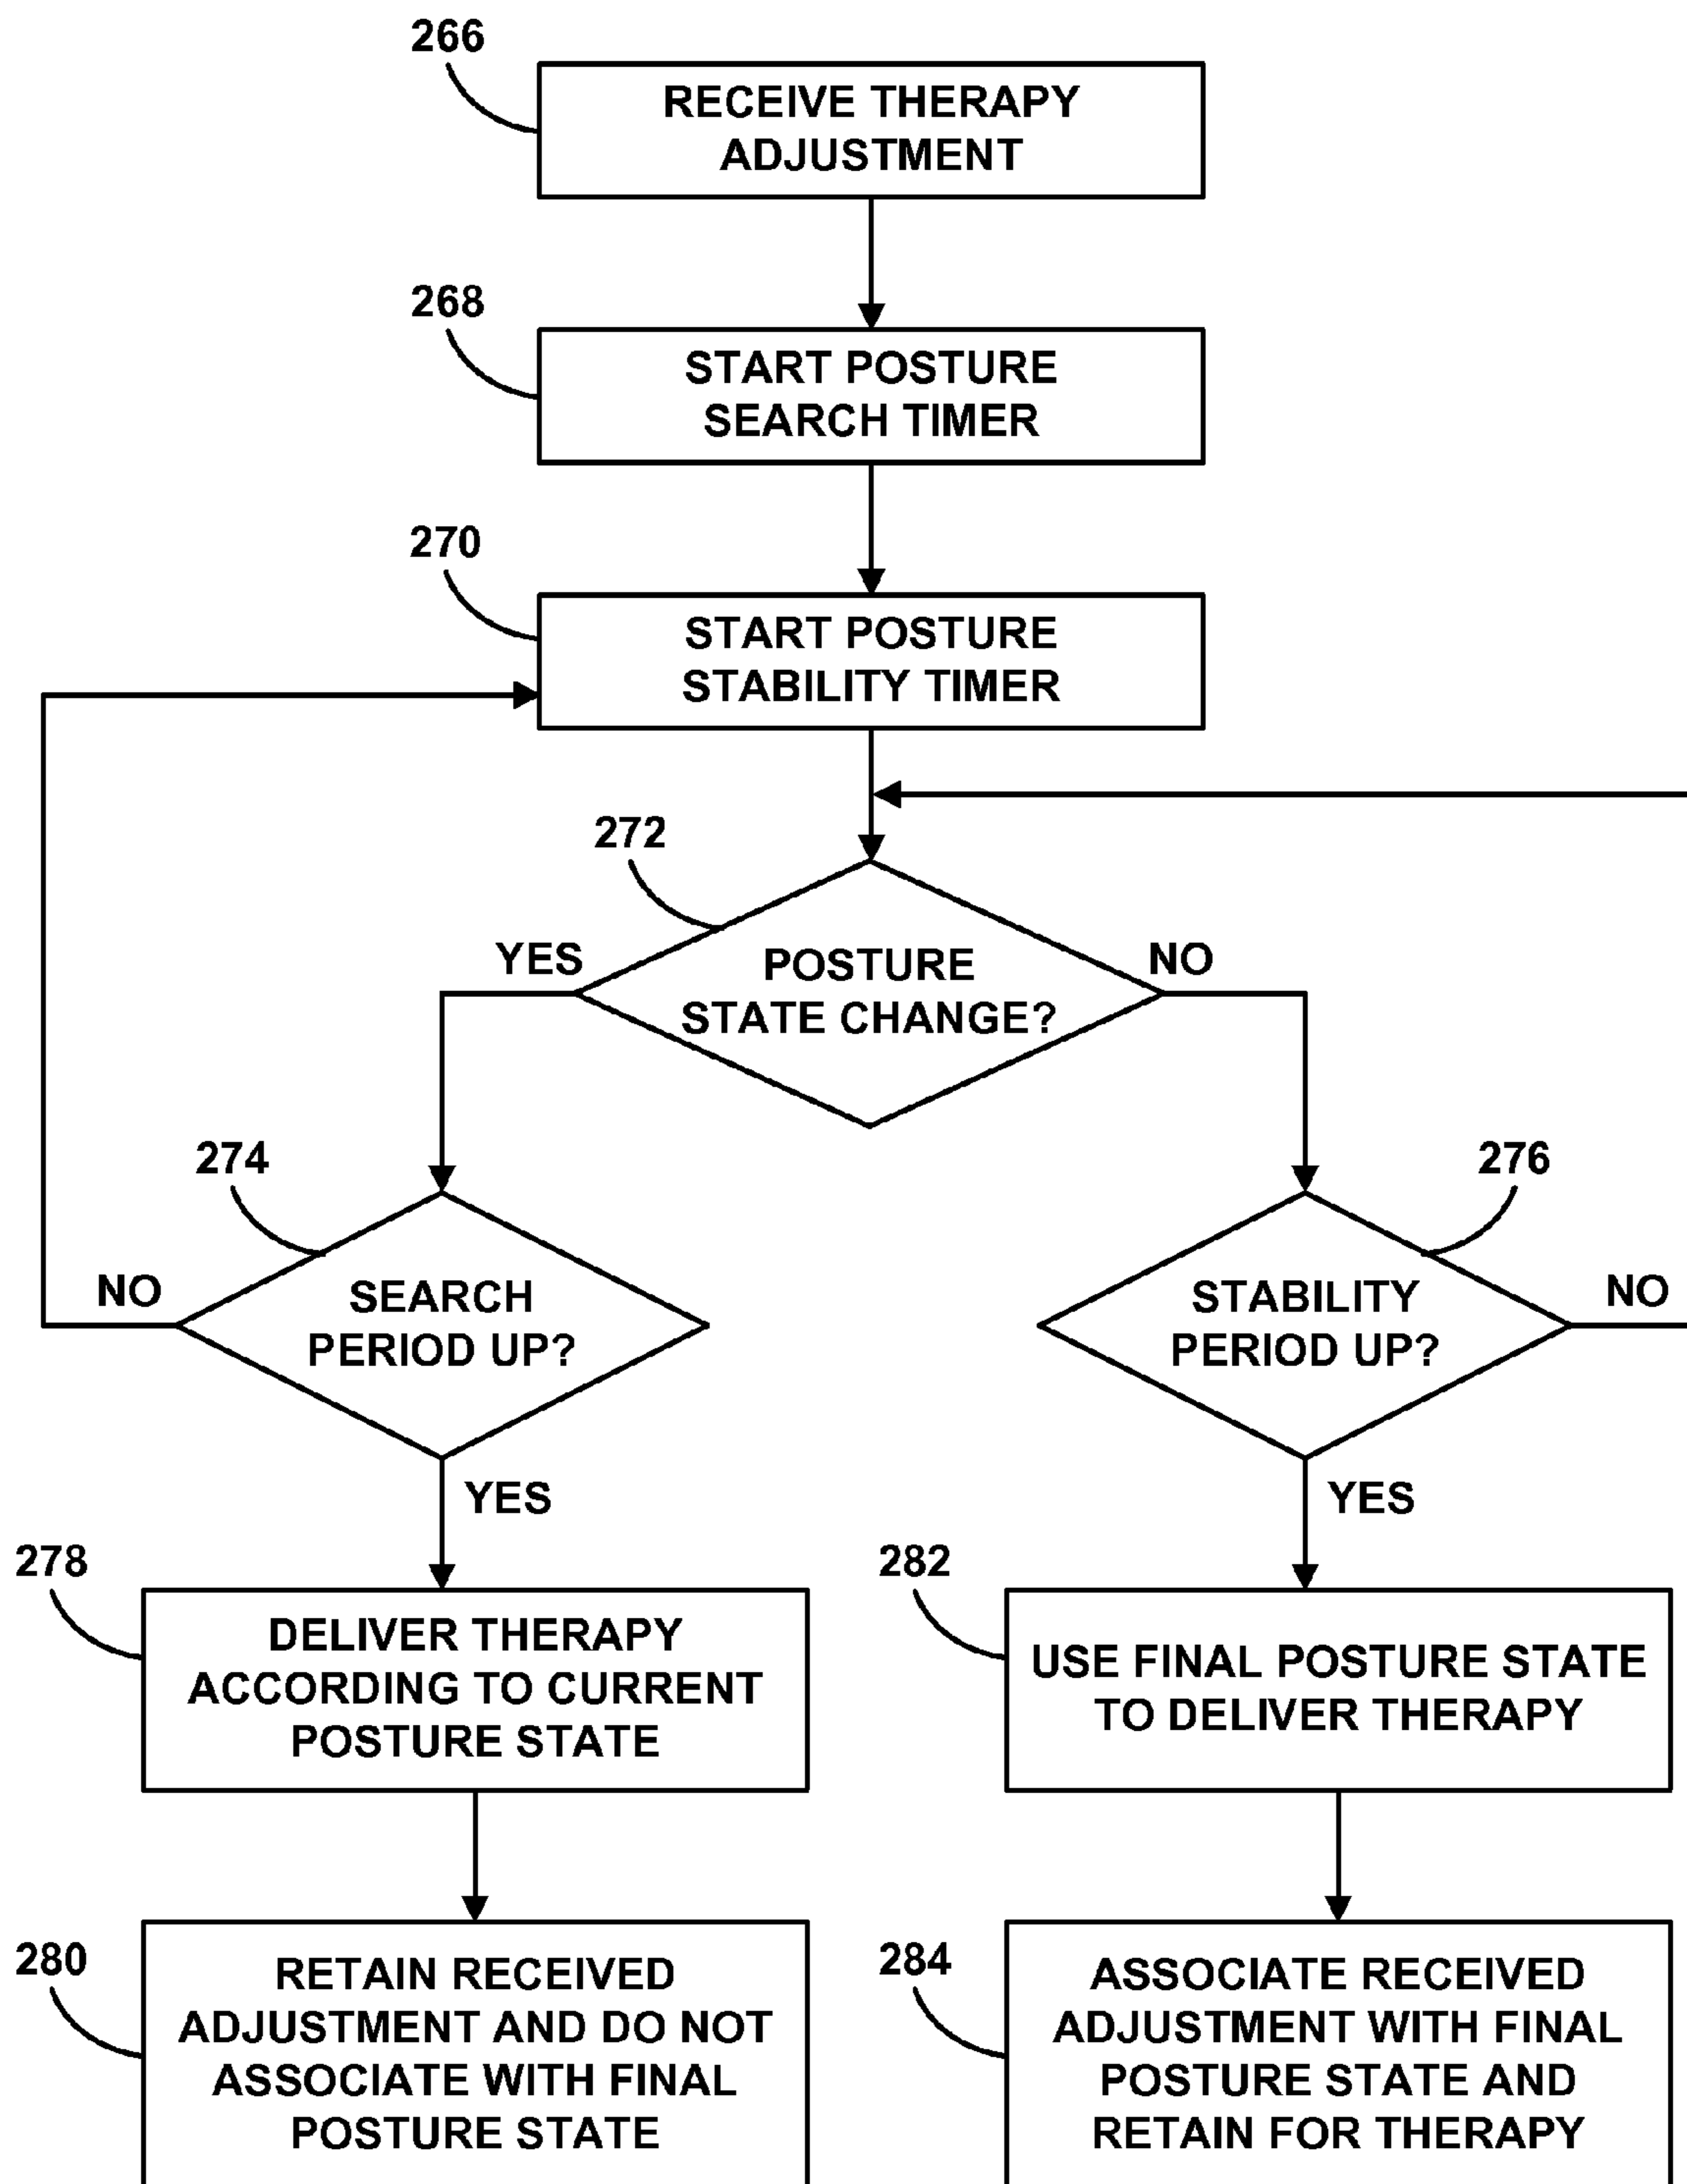 266
RECEIVE THERAPY
ADJUSTMENT
268
START POSTURE
SEARCH TIMER
270
START POSTURE
STABILITY TIMER
272
YES
POSTURE
STATE CHANGE?
NO
274
276
NO
SEARCH
PERIOD UP?
STABILITY
PERIOD UP?
NO
YES
YES
278
DELIVER THERAPY
ACCORDING TO CURRENT
POSTURE STATE
282
USE FINAL POSTURE STATE
TO DELIVER THERAPY
280
RETAIN RECEIVED
ADJUSTMENT AND DO NOT
ASSOCIATE WITH FINAL
POSTURE STATE
284
ASSOCIATE RECEIVED
ADJUSTMENT WITH FINAL
POSTURE STATE AND
RETAIN FOR THERAPY